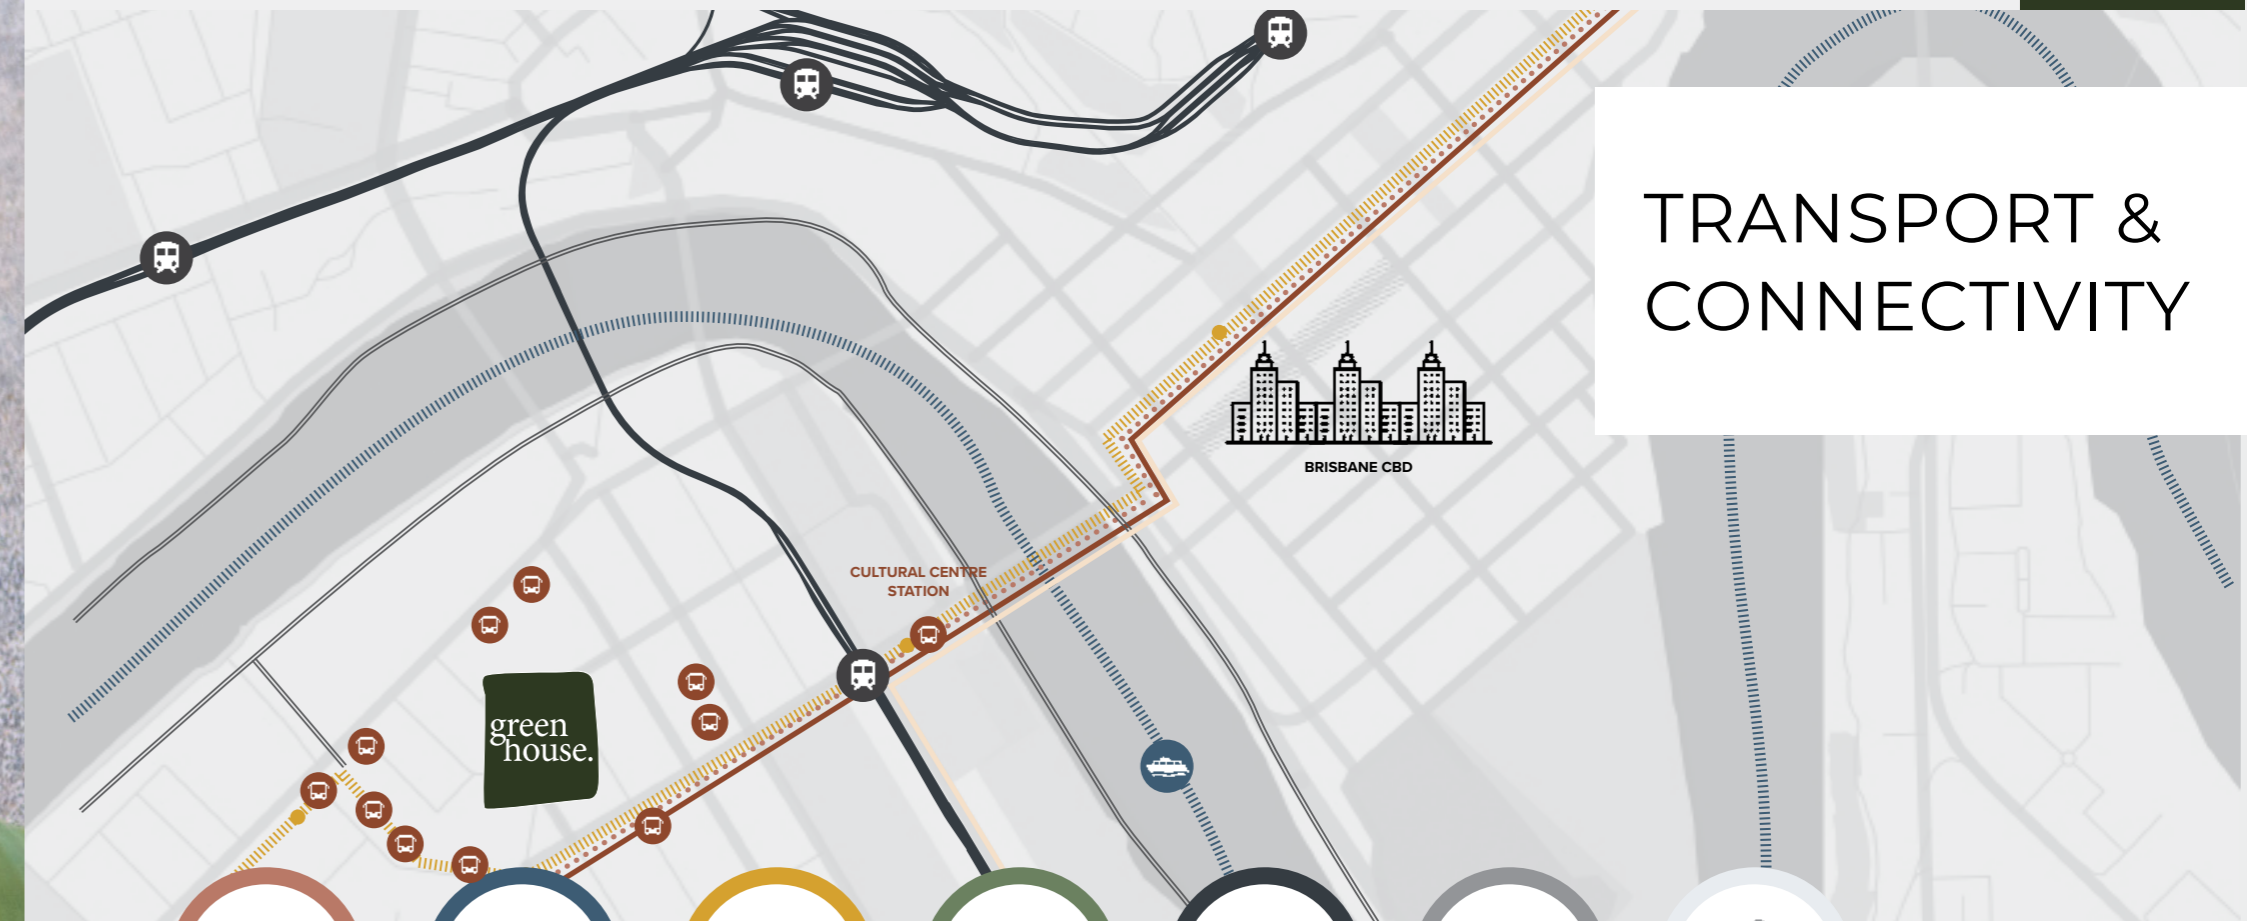 TRANSPORT &
CONNECTIVITY
BRISBANE CBD
CULTURAL CENTRE
STATION
green
house.